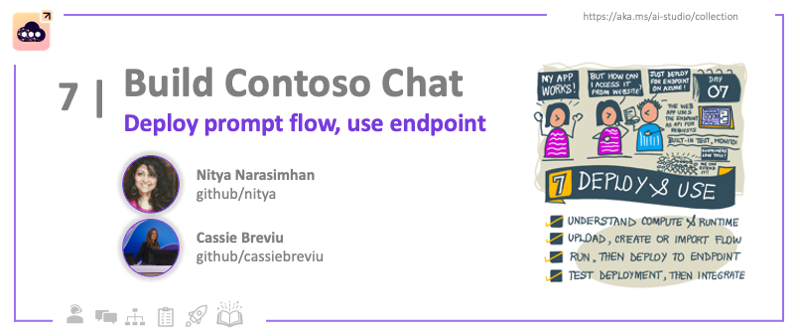 https://aka.ms/ai-studio/collection
7 | Build Contoso Chat
Deploy prompt flow, use endpoint
Nitya Narasimhan
github/nitya
Cassie Breviu
github/cassiebreviu
MY APP
WORKS!
BUT HOW CAN
I ACCESS IT
FROM WEBSITE?
JUST DEPLOY
FOR ENDPOINT
ON AZURE!
DAY
07
THE WEB
APP USES
THE ENDPOINT
AS API FOR
REQUESTS
BUILT-IN TEST, MONITOR
7 DEPLOY & USE
UNDERSTAND COMPUTE & RUNTIME
UPLOAD, CREATE OR IMPORT FLOW
RUN, THEN DEPLOY TO ENDPOINT
TEST DEPLOYMENT, THEN INTEGRATE